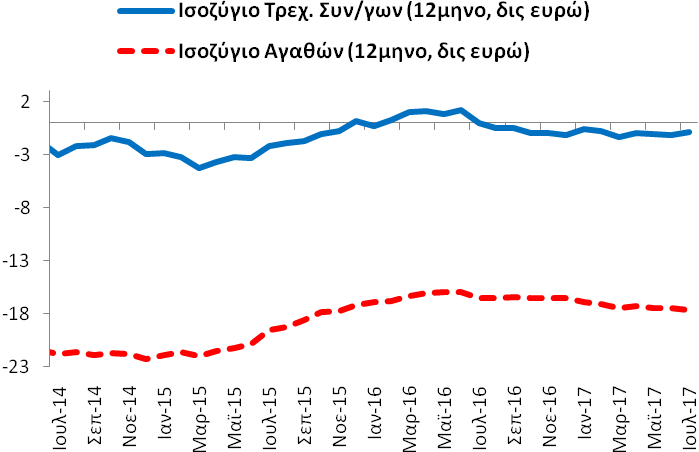 Ισοζύγιο Τρεχ. Συν/γων (12μηνο, δις ευρώ)
Ισοζύγιο Αγαθών (12μηνο, δις ευρώ)
2
-3
-8
-13
-18
-23
Ιουλ-14
Σεπ-14
Νοε-14
Ιαν-15
Μαρ-15
Μαϊ-15
Ιουλ-15
Σεπ-15
Νοε-15
Ιαν-16
Μαρ-16
Μαϊ-16
Ιουλ-16
Σεπ-16
Νοε-16
Ιαν-17
Μαρ-17
Μαϊ-17
Ιουλ-17